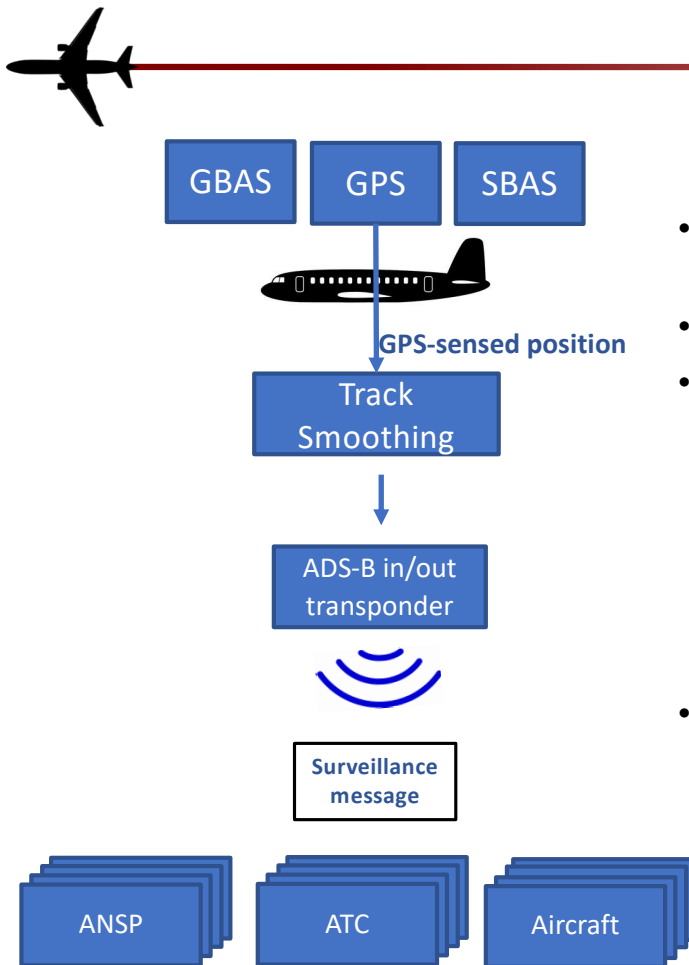 GBAS
GPS
SBAS
•
•
GPS-sensed position
•
Track
Smoothing
ADS-B in/out
transponder
•
Surveillance
message
ANSP
ATC
Aircraft